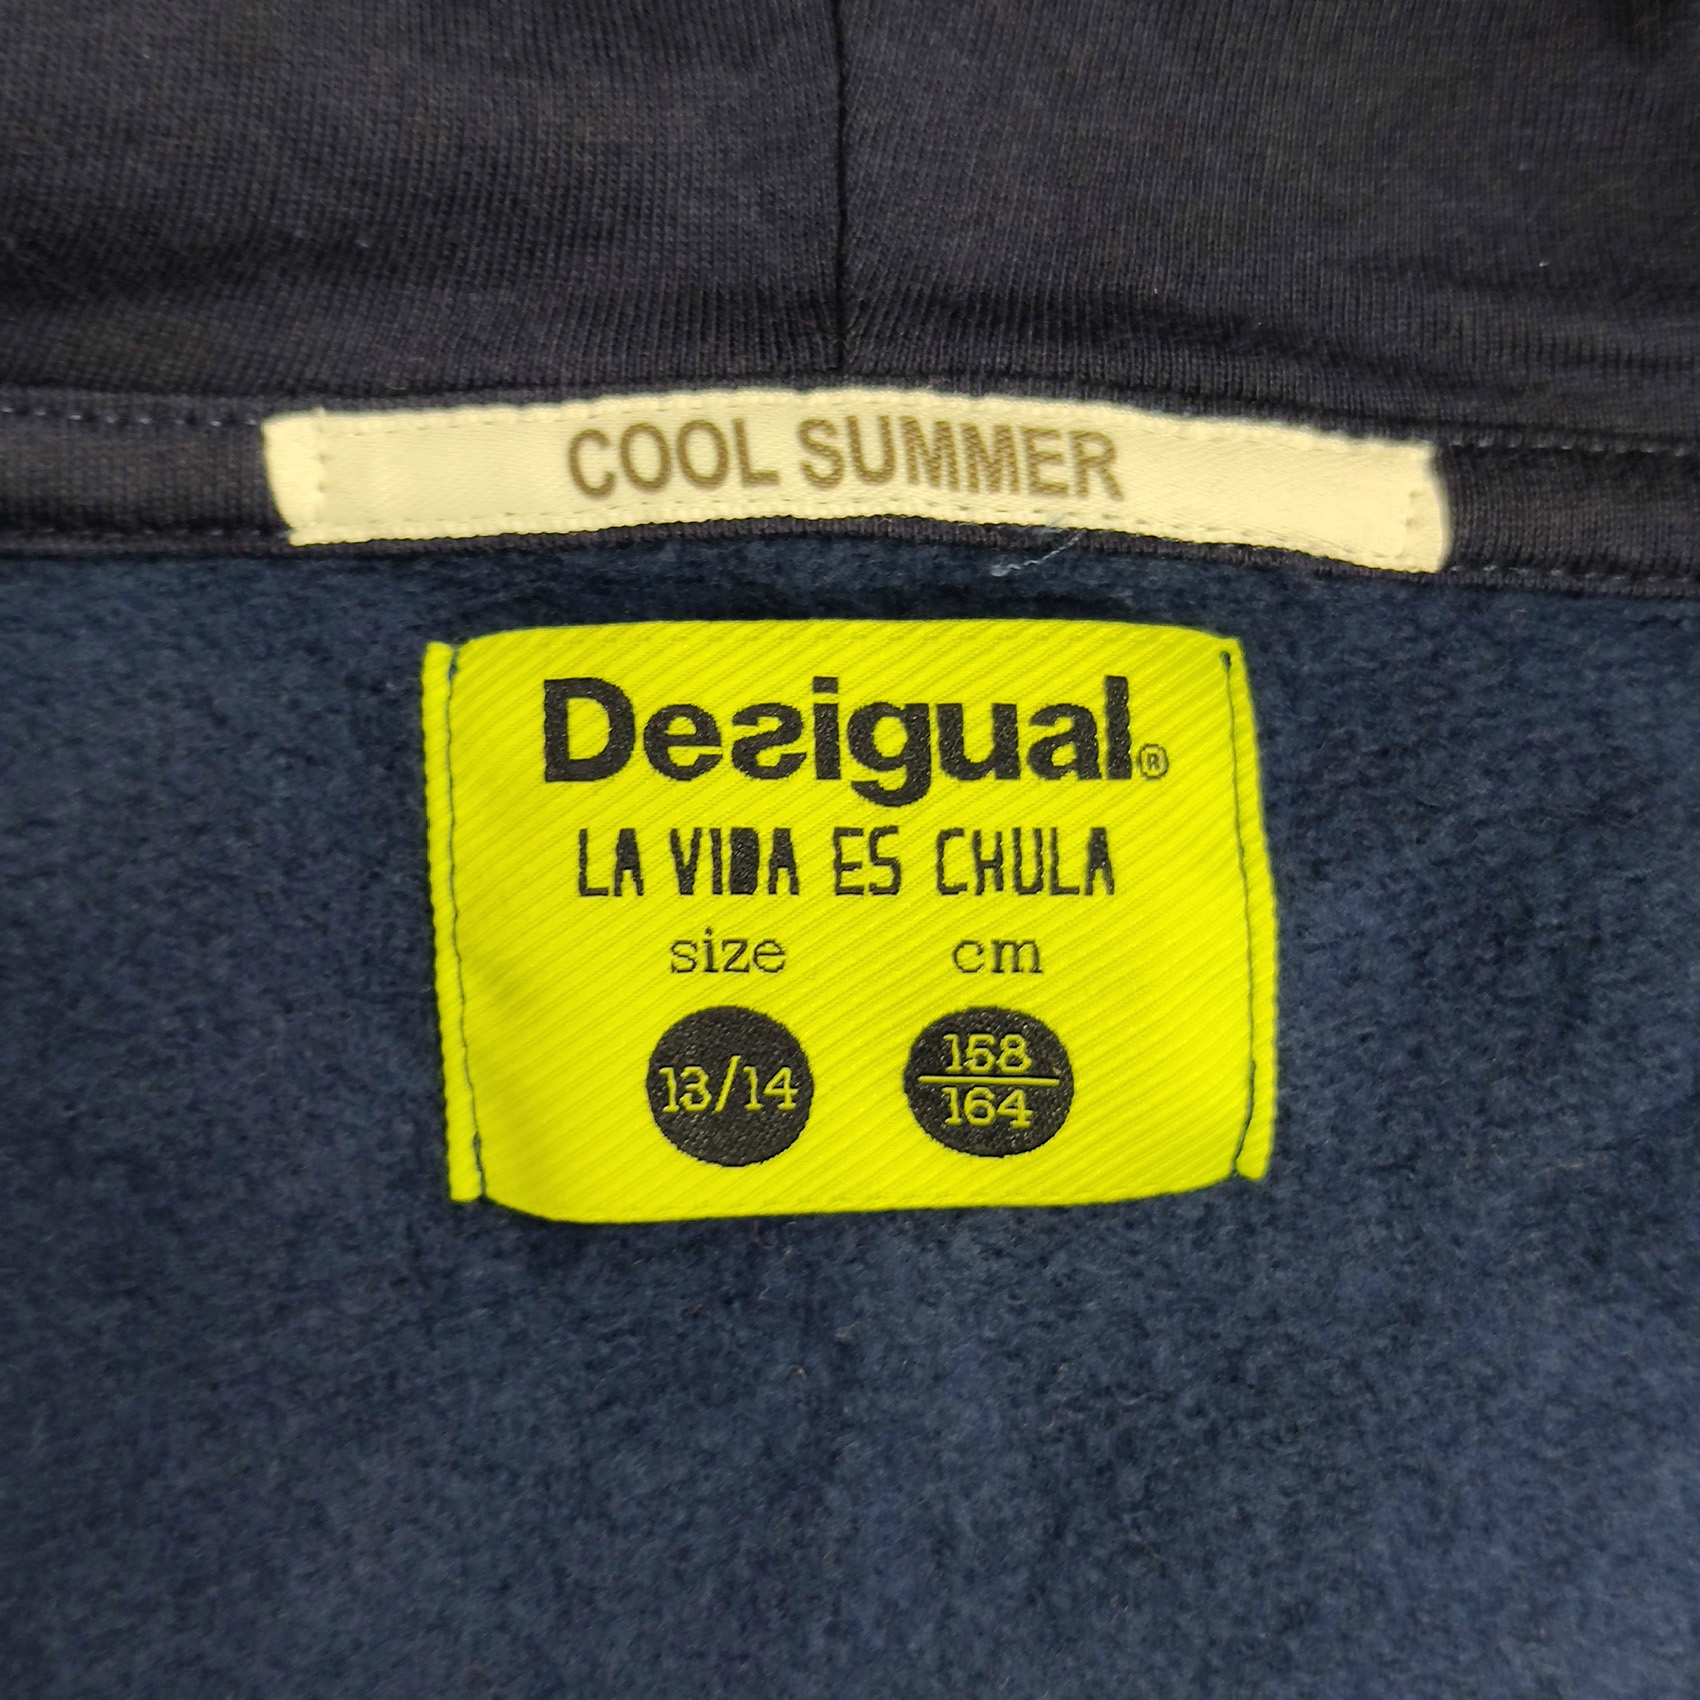 COOL SUMMER
Desigual®
LA VIDA ES CHULA
size cm
13/14 158
164